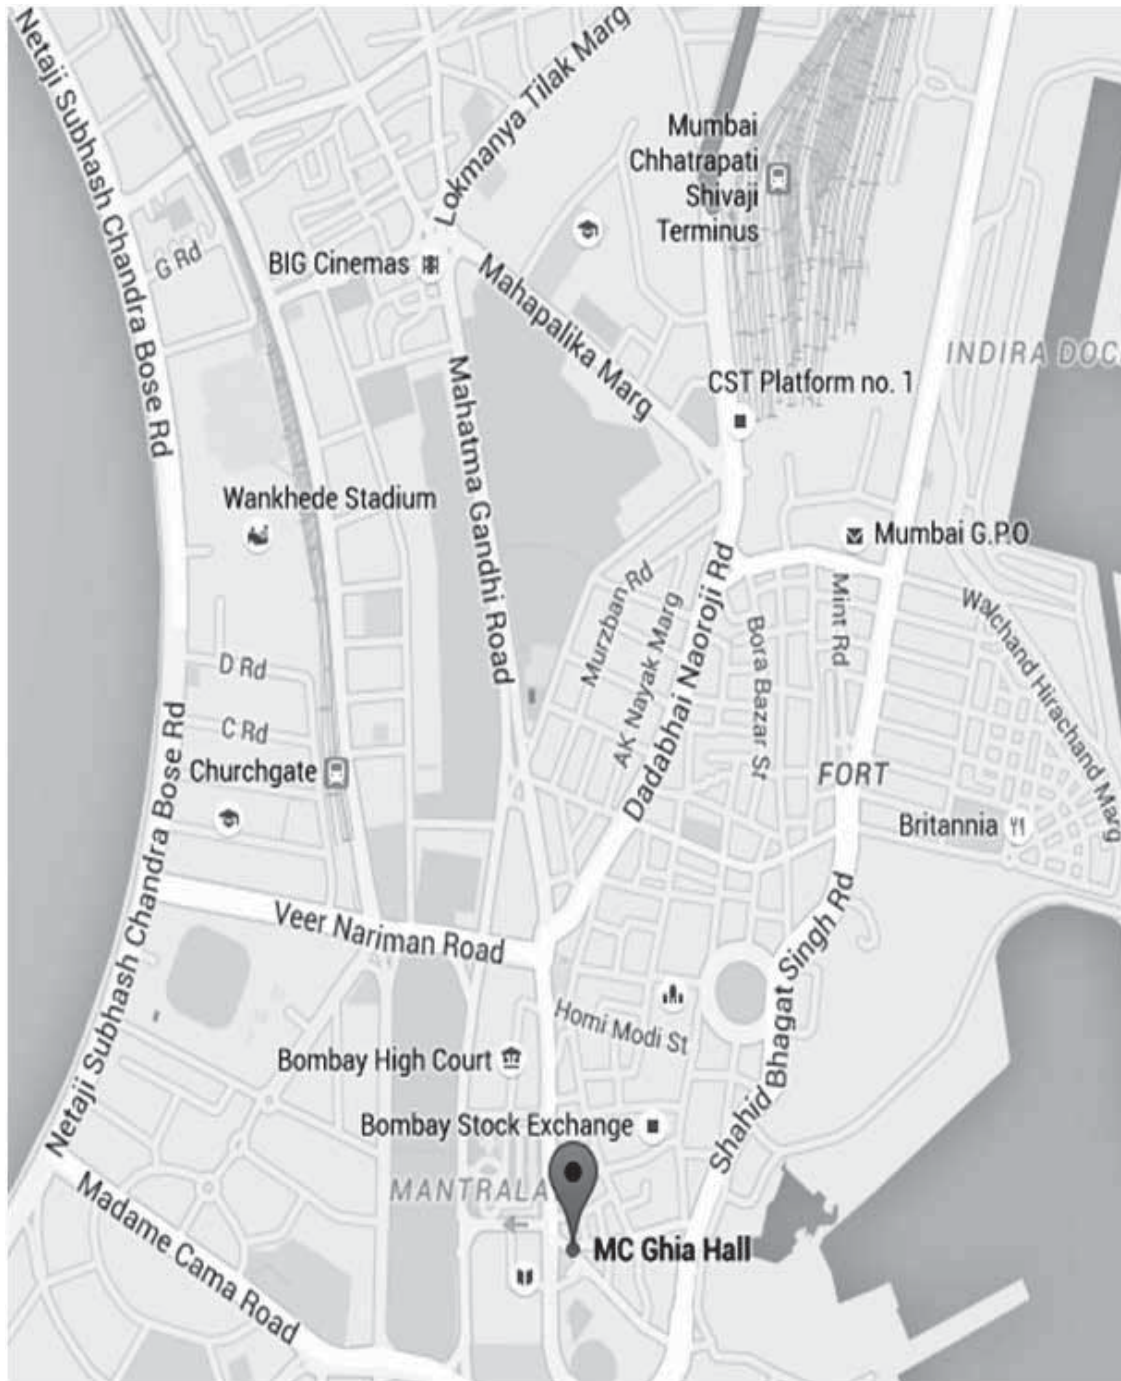 Netaji Subhash Chandra Bose Rd
Lokmanya Tilak Marg
Mumbai
Chhatrapati
Shivaji
Terminus
G Rd
BIG Cinemas
Mahapalika Marg
INDIRA DOC
CST Platform no. 1
Mahatma Gandhi Road
Wankhede Stadium
Mumbai G.P.O
Murzban Rd
AK Nayak Marg
Dadabhai Naoroji Rd
Bora Bazar St
Mint Rd
Walchand Hirachand Marg
D Rd
C Rd
Churchgate
FORT
Britannia
Netaji Subhash Chandra Bose Rd
Veer Nariman Road
Shahid Bhagat Singh Rd
Homi Modi St
Bombay High Court
Bombay Stock Exchange
MANTRALA
Madame Cama Road
MC Ghia Hall